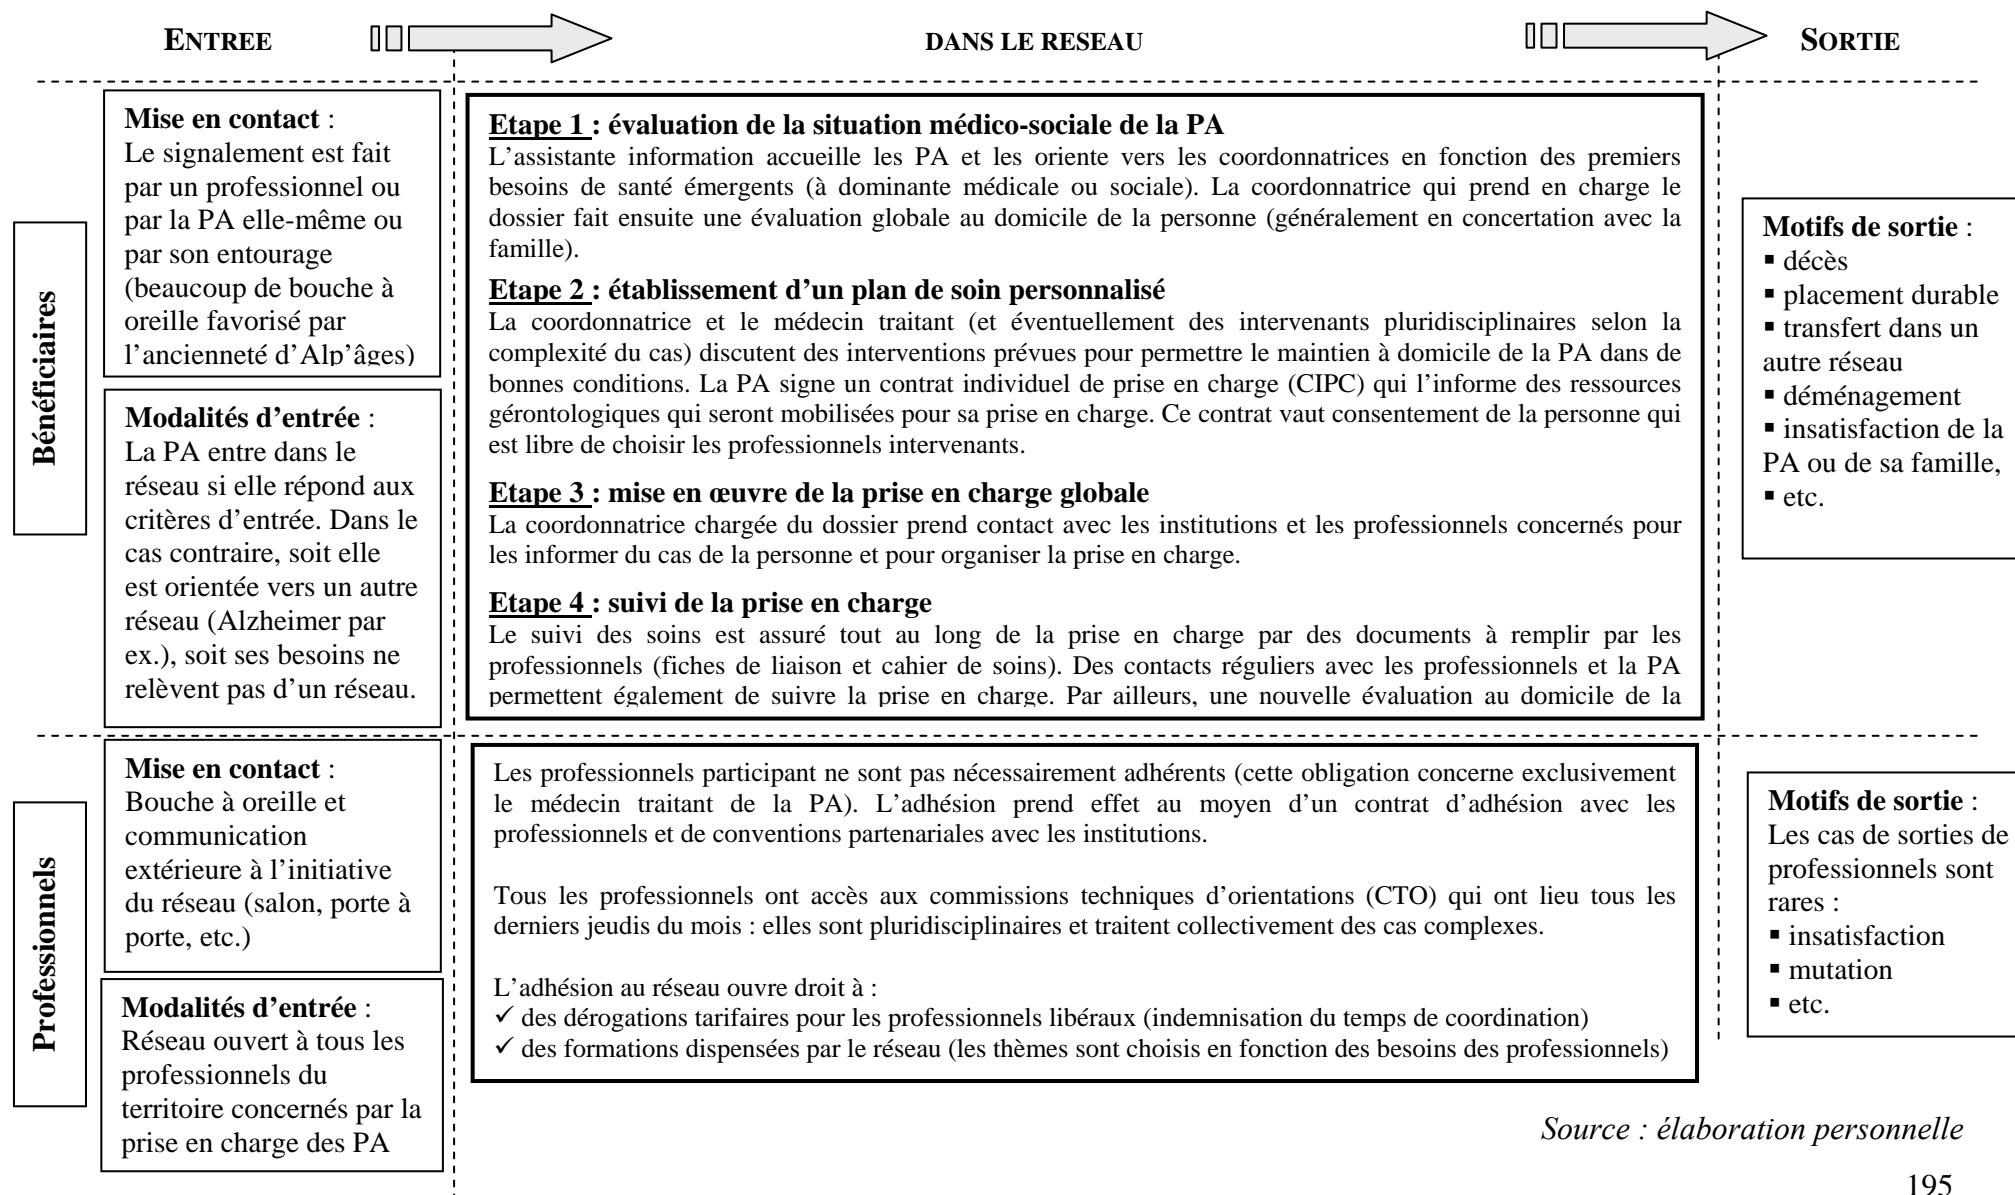 ENTREE
DANS LE RESEAU
SORTIE
Bénéficiaires
Mise en contact :
Le signalement est fait
par un professionnel ou
par la PA elle-même ou
par son entourage
(beaucoup de bouche à
oreille favorisé par
l’ancienneté d’Alp’âges)
Modalités d’entrée :
La PA entre dans le
réseau si elle répond aux
critères d’entrée. Dans le
cas contraire, soit elle
est orientée vers un autre
réseau (Alzheimer par
ex.), soit ses besoins ne
relèvent pas d’un réseau.
Etape 1 : évaluation de la situation médico-sociale de la PA
L’assistante information accueille les PA et les oriente vers les coordonnatrices en fonction des premiers
besoins de santé émergents (à dominante médicale ou sociale). La coordonnatrice qui prend en charge le
dossier fait ensuite une évaluation globale au domicile de la personne (généralement en concertation avec la
famille).
Etape 2 : établissement d’un plan de soin personnalisé
La coordonnatrice et le médecin traitant (et éventuellement des intervenants pluridisciplinaires selon la
complexité du cas) discutent des interventions prévues pour permettre le maintien à domicile de la PA dans de
bonnes conditions. La PA signe un contrat individuel de prise en charge (CIPC) qui l’informe des ressources
gérontologiques qui seront mobilisées pour sa prise en charge. Ce contrat vaut consentement de la personne qui
est libre de choisir les professionnels intervenants.
Etape 3 : mise en œuvre de la prise en charge globale
La coordonnatrice chargée du dossier prend contact avec les institutions et les professionnels concernés pour
les informer du cas de la personne et pour organiser la prise en charge.
Etape 4 : suivi de la prise en charge
Le suivi des soins est assuré tout au long de la prise en charge par des documents à remplir par les
professionnels (fiches de liaison et cahier de soins). Des contacts réguliers avec les professionnels et la PA
permettent également de suivre la prise en charge. Par ailleurs, une nouvelle évaluation au domicile de la
Motifs de sortie :
▪ décès
▪ placement durable
▪ transfert dans un
autre réseau
▪ déménagement
▪ insatisfaction de la
PA ou de sa famille,
▪ etc.
Professionnels
Mise en contact :
Bouche à oreille et
communication
extérieure à l’initiative
du réseau (salon, porte à
porte, etc.)
Modalités d’entrée :
Réseau ouvert à tous les
professionnels du
territoire concernés par la
prise en charge des PA
Les professionnels participant ne sont pas nécessairement adhérents (cette obligation concerne exclusivement
le médecin traitant de la PA). L’adhésion prend effet au moyen d’un contrat d’adhésion avec les
professionnels et de conventions partenariales avec les institutions.
Tous les professionnels ont accès aux commissions techniques d’orientations (CTO) qui ont lieu tous les
derniers jeudis du mois : elles sont pluridisciplinaires et traitent collectivement des cas complexes.
L’adhésion au réseau ouvre droit à :
✓ des dérogations tarifaires pour les professionnels libéraux (indemnisation du temps de coordination)
✓ des formations dispensées par le réseau (les thèmes sont choisis en fonction des besoins des professionnels)
Motifs de sortie :
Les cas de sorties de
professionnels sont
rares :
▪ insatisfaction
▪ mutation
▪ etc.
Source : élaboration personnelle
195